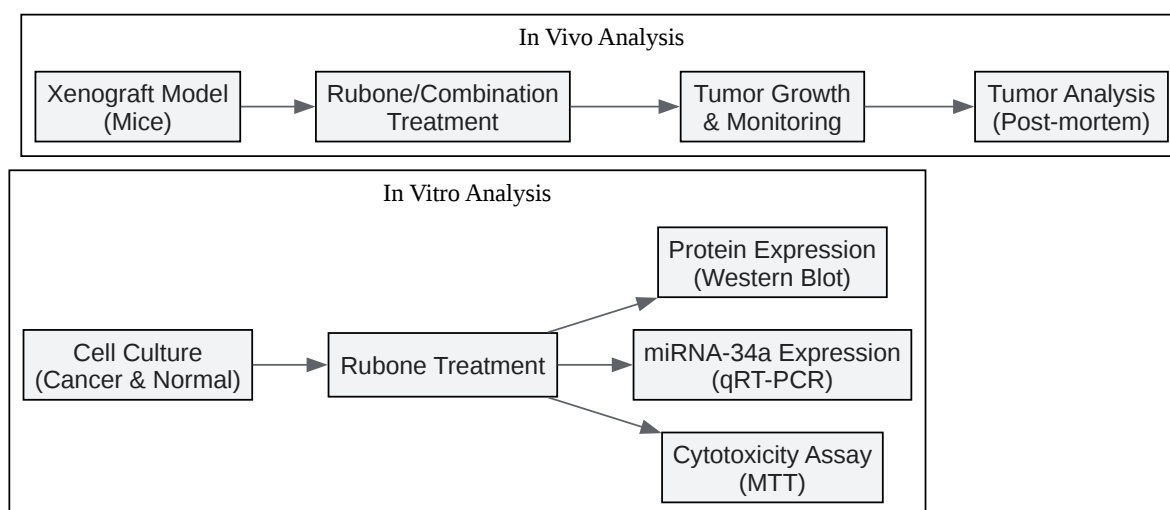 In Vivo Analysis
Xenograft Model
(Mice)
Rubone/Combination
Treatment
Tumor Growth
& Monitoring
Tumor Analysis
(Post-mortem)
In Vitro Analysis
Cell Culture
(Cancer & Normal)
Rubone Treatment
Protein Expression
(Western Blot)
miRNA-34a Expression
(qRT-PCR)
Cytotoxicity Assay
(MTT)